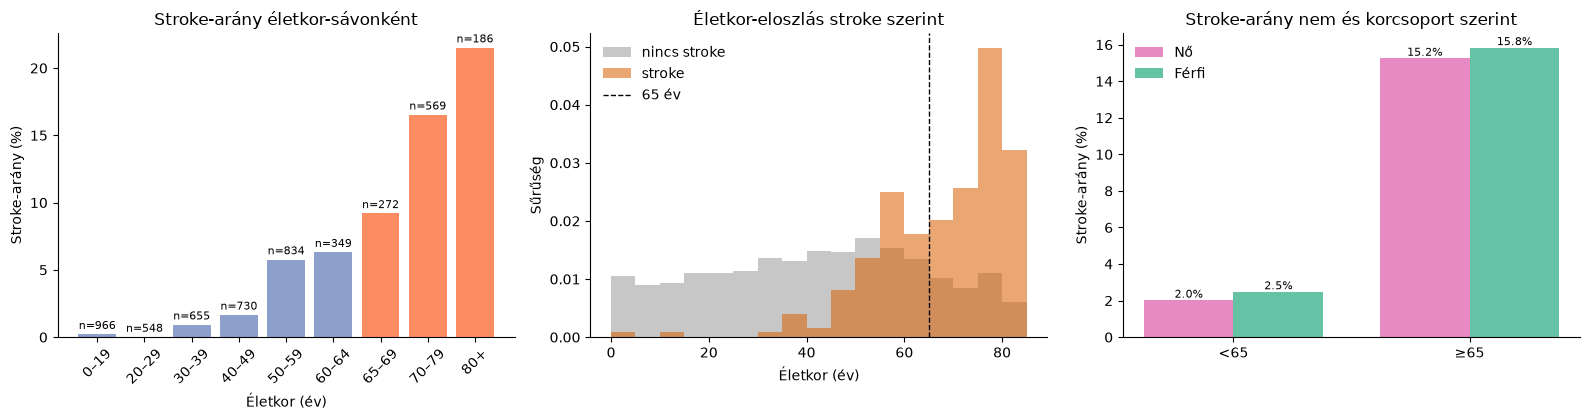 Stroke-arány életkor-sávonként
Stroke-arány (%)
20
15
10
5
0
n=966
n=548
n=655
n=730
n=834
n=349
n=272
n=569
n=186
0–19
20–29
30–39
40–49
50–59
60–64
65–69
70–79
80+
Életkor (év)
Életkor-eloszlás stroke szerint
nincs stroke
stroke
65 év
Sűrűség
0.05
0.04
0.03
0.02
0.01
0.00
0
20
40
60
80
Életkor (év)
Stroke-arány nem és korcsoport szerint
Nő
Férfi
Stroke-arány (%)
16
14
12
10
8
6
4
2
0
2.0%
2.5%
15.2%
15.8%
<65
≥65